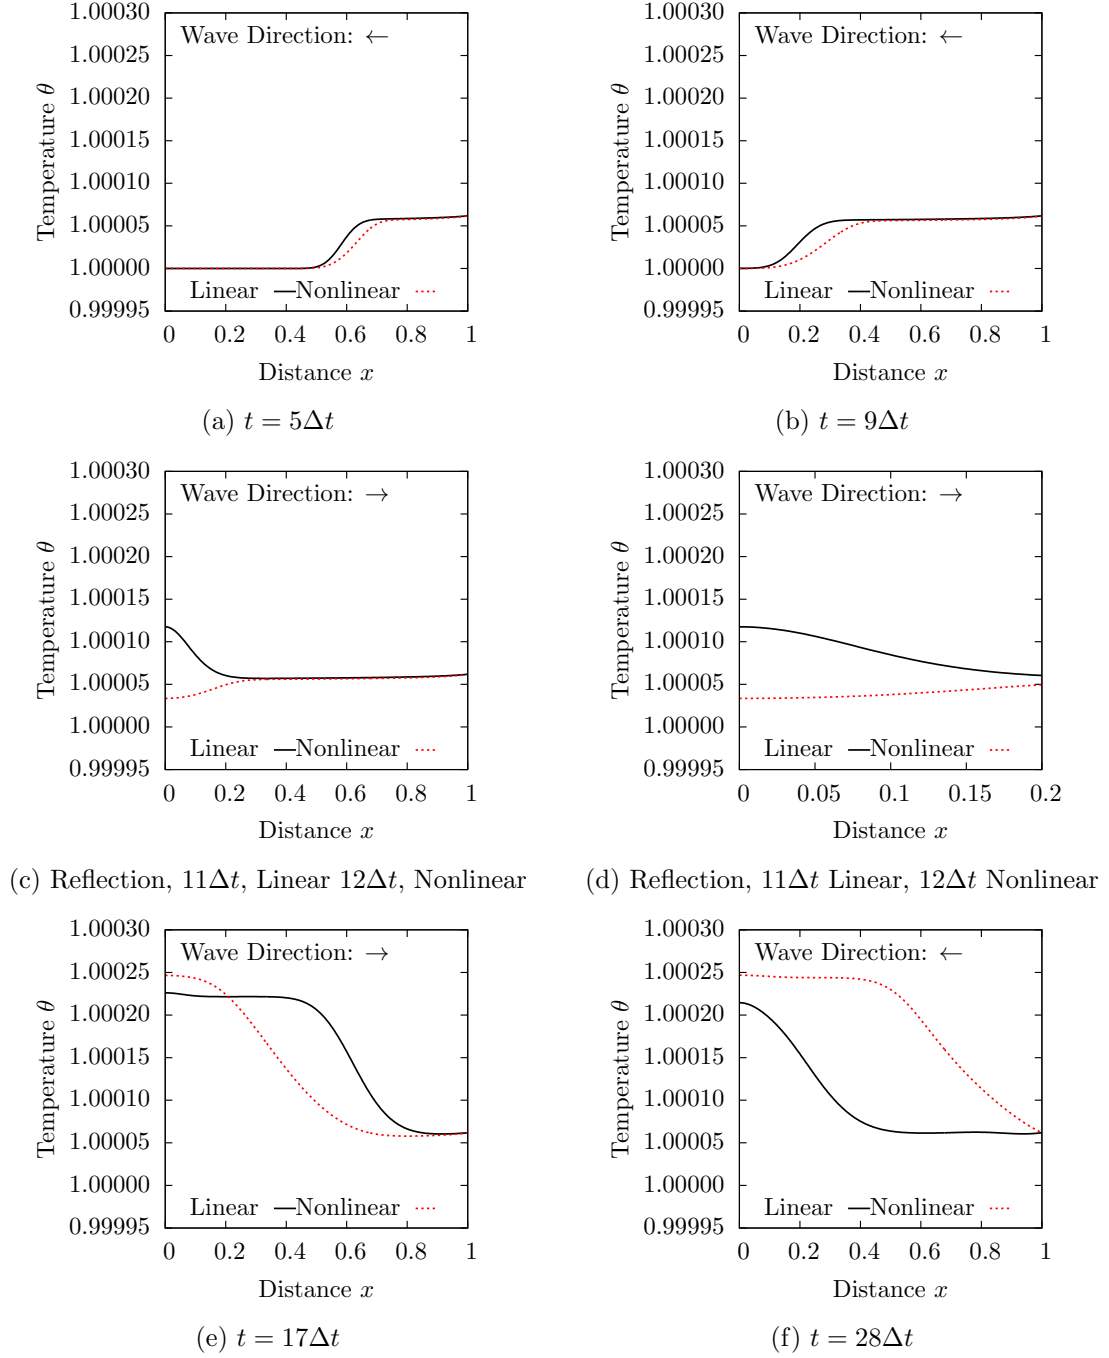 1.00030
Wave Direction: ←
1.00025
1.00020
1.00015
1.00010
1.00005
1.00000
0.99995
Temperature θ
Linear Nonlinear
0 0.2 0.4 0.6 0.8 1
Distance x
(a) t = 5Δt
1.00030
Wave Direction: ←
1.00025
1.00020
1.00015
1.00010
1.00005
1.00000
0.99995
Temperature θ
Linear Nonlinear
0 0.2 0.4 0.6 0.8 1
Distance x
(b) t = 9Δt
1.00030
Wave Direction: →
1.00025
1.00020
1.00015
1.00010
1.00005
1.00000
0.99995
Temperature θ
Linear Nonlinear
0 0.2 0.4 0.6 0.8 1
Distance x
(c) Reflection, 11Δt, Linear 12Δt, Nonlinear
1.00030
Wave Direction: →
1.00025
1.00020
1.00015
1.00010
1.00005
1.00000
0.99995
Temperature θ
Linear Nonlinear
0 0.05 0.1 0.15 0.2
Distance x
(d) Reflection, 11Δt Linear, 12Δt Nonlinear
1.00030
Wave Direction: →
1.00025
1.00020
1.00015
1.00010
1.00005
1.00000
0.99995
Temperature θ
Linear Nonlinear
0 0.2 0.4 0.6 0.8 1
Distance x
(e) t = 17Δt
1.00030
Wave Direction: ←
1.00025
1.00020
1.00015
1.00010
1.00005
1.00000
0.99995
Temperature θ
Linear Nonlinear
0 0.2 0.4 0.6 0.8 1
Distance x
(f) t = 28Δt